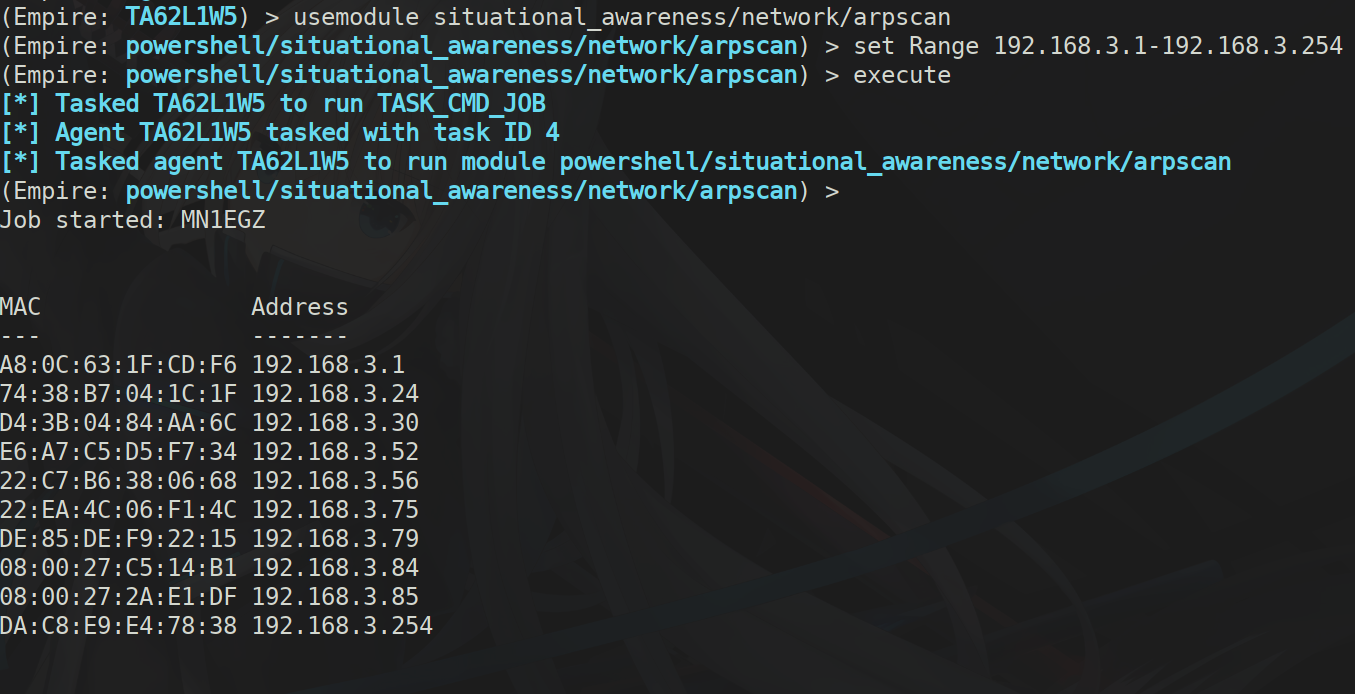 (Empire: TA62L1W5) > usemodule situational_awareness/network/arpscan
(Empire: powershell/situational_awareness/network/arpscan) > set Range 192.168.3.1-192.168.3.254
(Empire: powershell/situational_awareness/network/arpscan) > execute
[*] Tasked TA62L1W5 to run TASK_CMD_JOB
[*] Agent TA62L1W5 tasked with task ID 4
[*] Tasked agent TA62L1W5 to run module powershell/situational_awareness/network/arpscan
(Empire: powershell/situational_awareness/network/arpscan) >
Job started: MN1EGZ
MAC Address
--- -------
A8:0C:63:1F:CD:F6 192.168.3.1
74:38:B7:04:1C:1F 192.168.3.24
D4:3B:04:84:AA:6C 192.168.3.30
E6:A7:C5:D5:F7:34 192.168.3.52
22:C7:B6:38:06:68 192.168.3.56
22:EA:4C:06:F1:4C 192.168.3.75
DE:85:DE:F9:22:15 192.168.3.79
08:00:27:C5:14:B1 192.168.3.84
08:00:27:2A:E1:DF 192.168.3.85
DA:C8:E9:E4:78:38 192.168.3.254